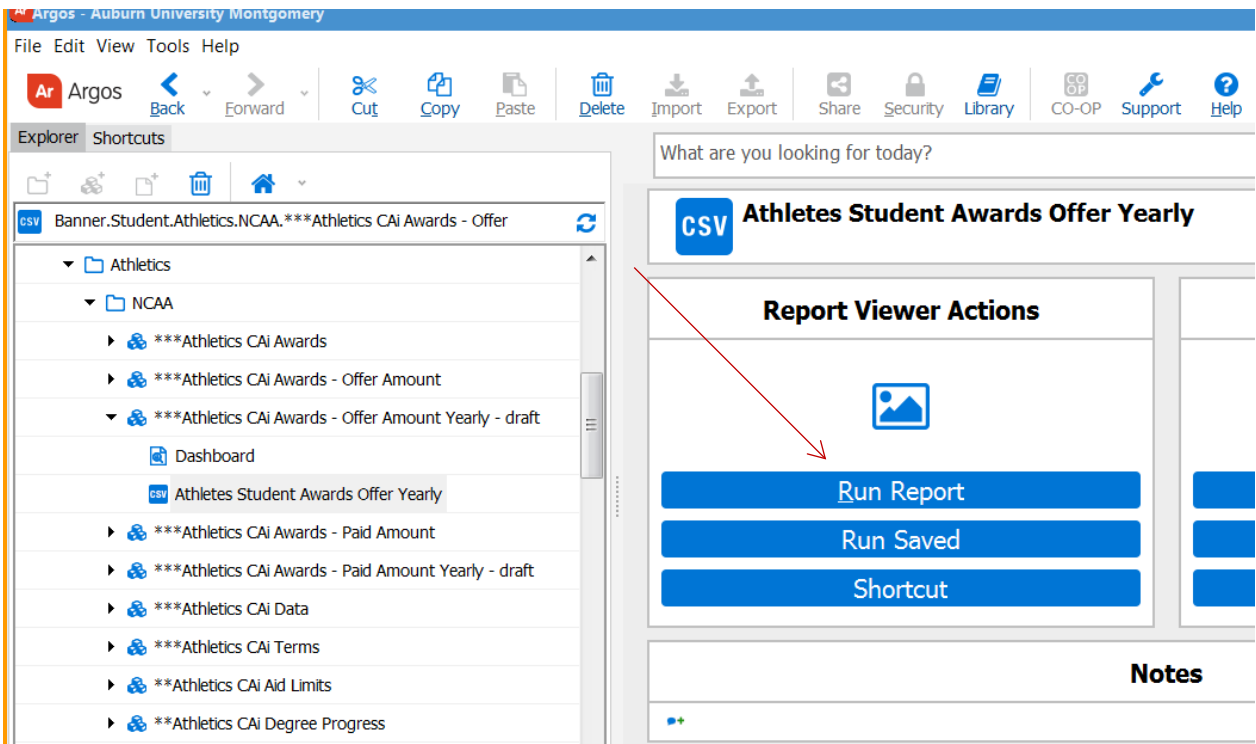 Argos - Auburn University Montgomery
File Edit View Tools Help
Ar Argos Back Forward Cut Copy Paste Delete Import Export Share Security Library CO-OP Support Help
Explorer Shortcuts
What are you looking for today?
CSV Banner.Student.Athletics.NCAA.***Athletics CAi Awards - Offer
CSV Athletes Student Awards Offer Yearly
Athletics
NCAA
***Athletics CAi Awards
***Athletics CAi Awards - Offer Amount
***Athletics CAi Awards - Offer Amount Yearly - draft
Dashboard
CSV Athletes Student Awards Offer Yearly
***Athletics CAi Awards - Paid Amount
***Athletics CAi Awards - Paid Amount Yearly - draft
***Athletics CAi Data
***Athletics CAi Terms
**Athletics CAi Aid Limits
**Athletics CAi Degree Progress
Report Viewer Actions
Run Report
Run Saved
Shortcut
Notes